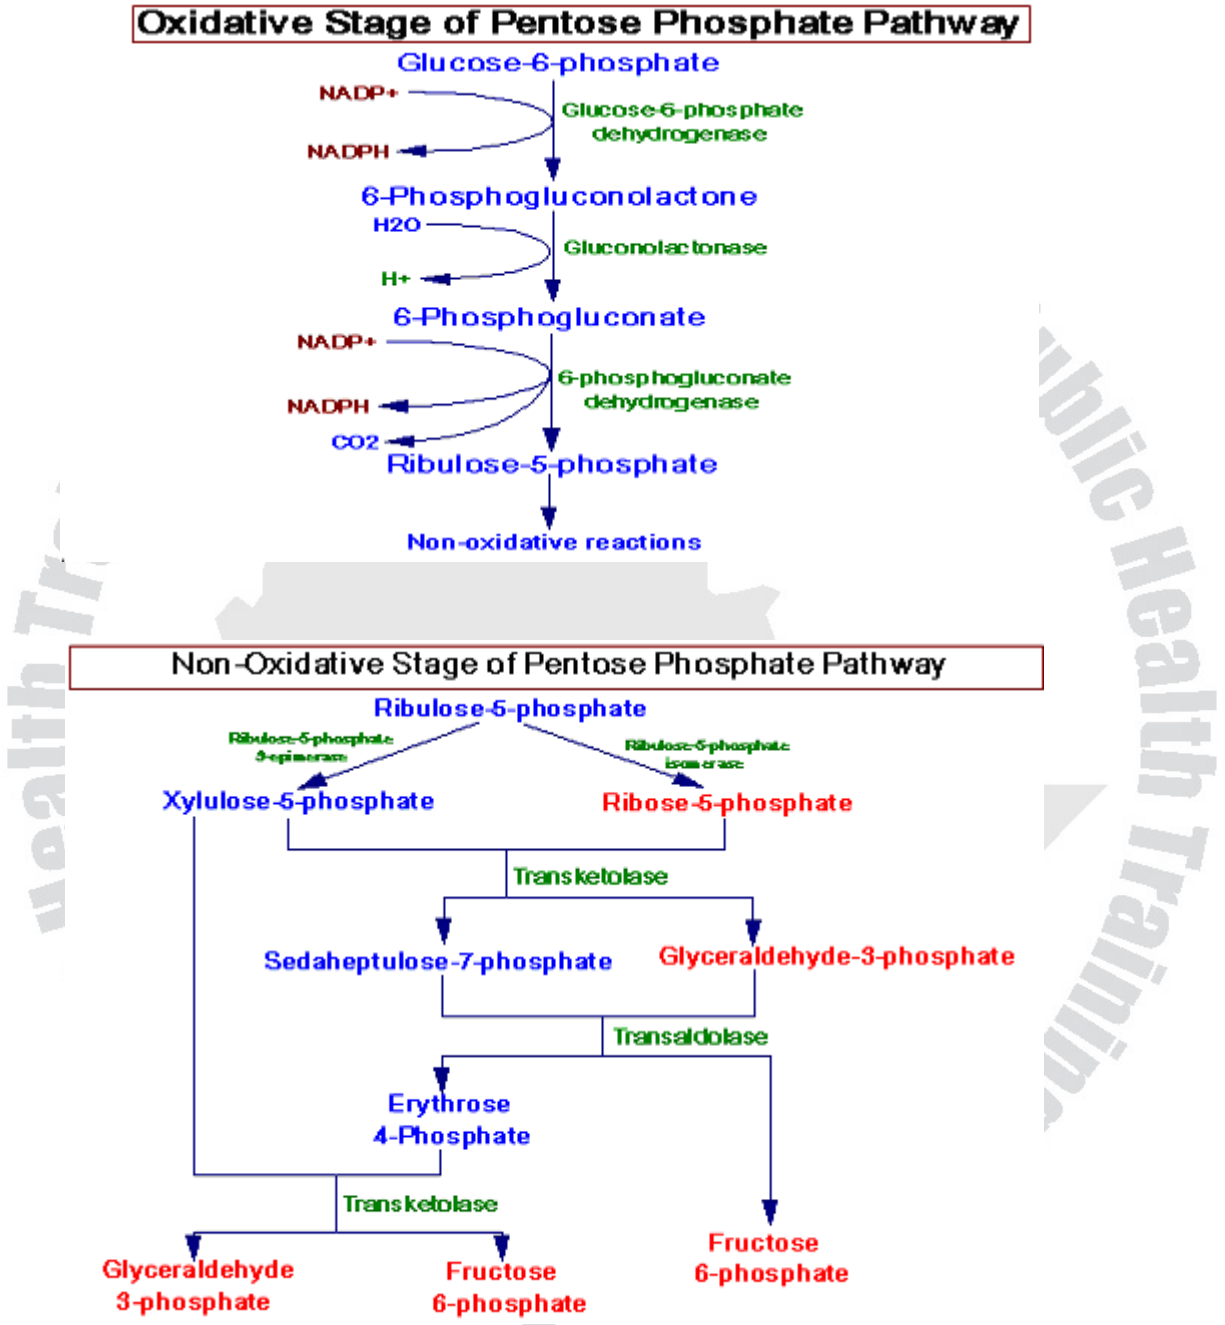 Oxidative Stage of Pentose Phosphate Pathway
Glucose-6-phosphate
NADP+
Glucose-6-phosphate
dehydrogenase
NADPH
6-Phosphogluconolactone
H2O
Gluconolactonase
H+
6-Phosphogluconate
NADP+
6-phosphogluconate
dehydrogenase
NADPH
CO2
Ribulose-5-phosphate
Non-oxidative reactions
Non-Oxidative Stage of Pentose Phosphate Pathway
Ribulose-5-phosphate
Ribulose-5-phosphate
3-epimerase
Ribulose-5-phosphate
isomerase
Xylulose-5-phosphate
Ribose-5-phosphate
Transketolase
Sedaheptulose-7-phosphate
Glyceraldehyde-3-phosphate
Transaldolase
Erythrose
4-Phosphate
Transketolase
Glyceraldehyde
3-phosphate
Fructose
6-phosphate
Fructose
6-phosphate
Health
Health Training